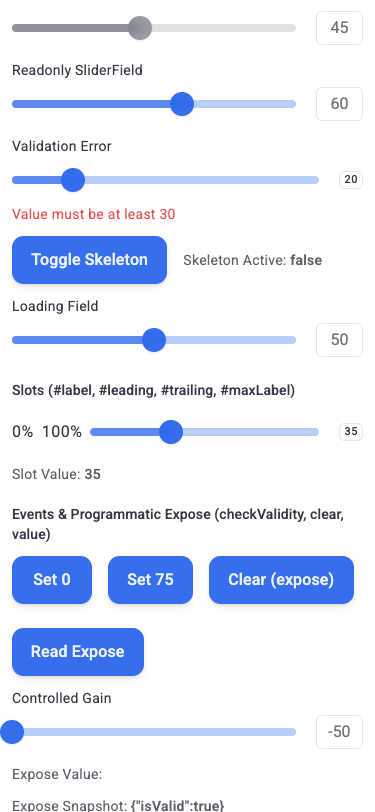 45
Readonly SliderField
60
Validation Error
20
Value must be at least 30
Toggle Skeleton Skeleton Active: false
Loading Field
50
Slots (#label, #leading, #trailing, #maxLabel)
0% 100% 35
Slot Value: 35
Events & Programmatic Expose (checkValidity, clear,
value)
Set 0 Set 75 Clear (expose)
Read Expose
Controlled Gain
-50
Expose Value:
Expose Snapshot: {"isValid":true}